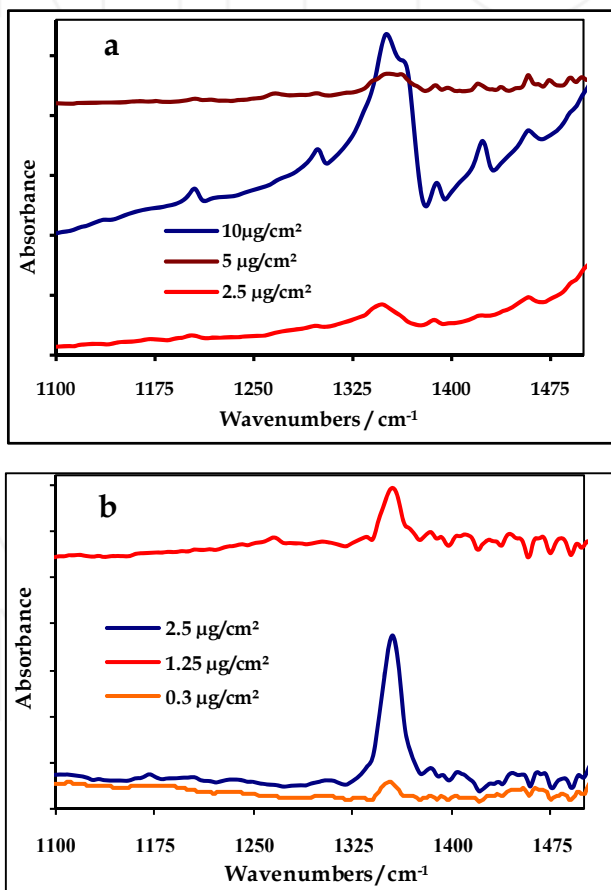 a
Absorbance
10µg/cm²
5 µg/cm²
2.5 µg/cm²
1100 1175 1250 1325 1400 1475
Wavenumbers / cm-1
b
Absorbance
2.5 µg/cm²
1.25 µg/cm²
0.3 µg/cm²
1100 1175 1250 1325 1400 1475
Wavenumbers / cm-1